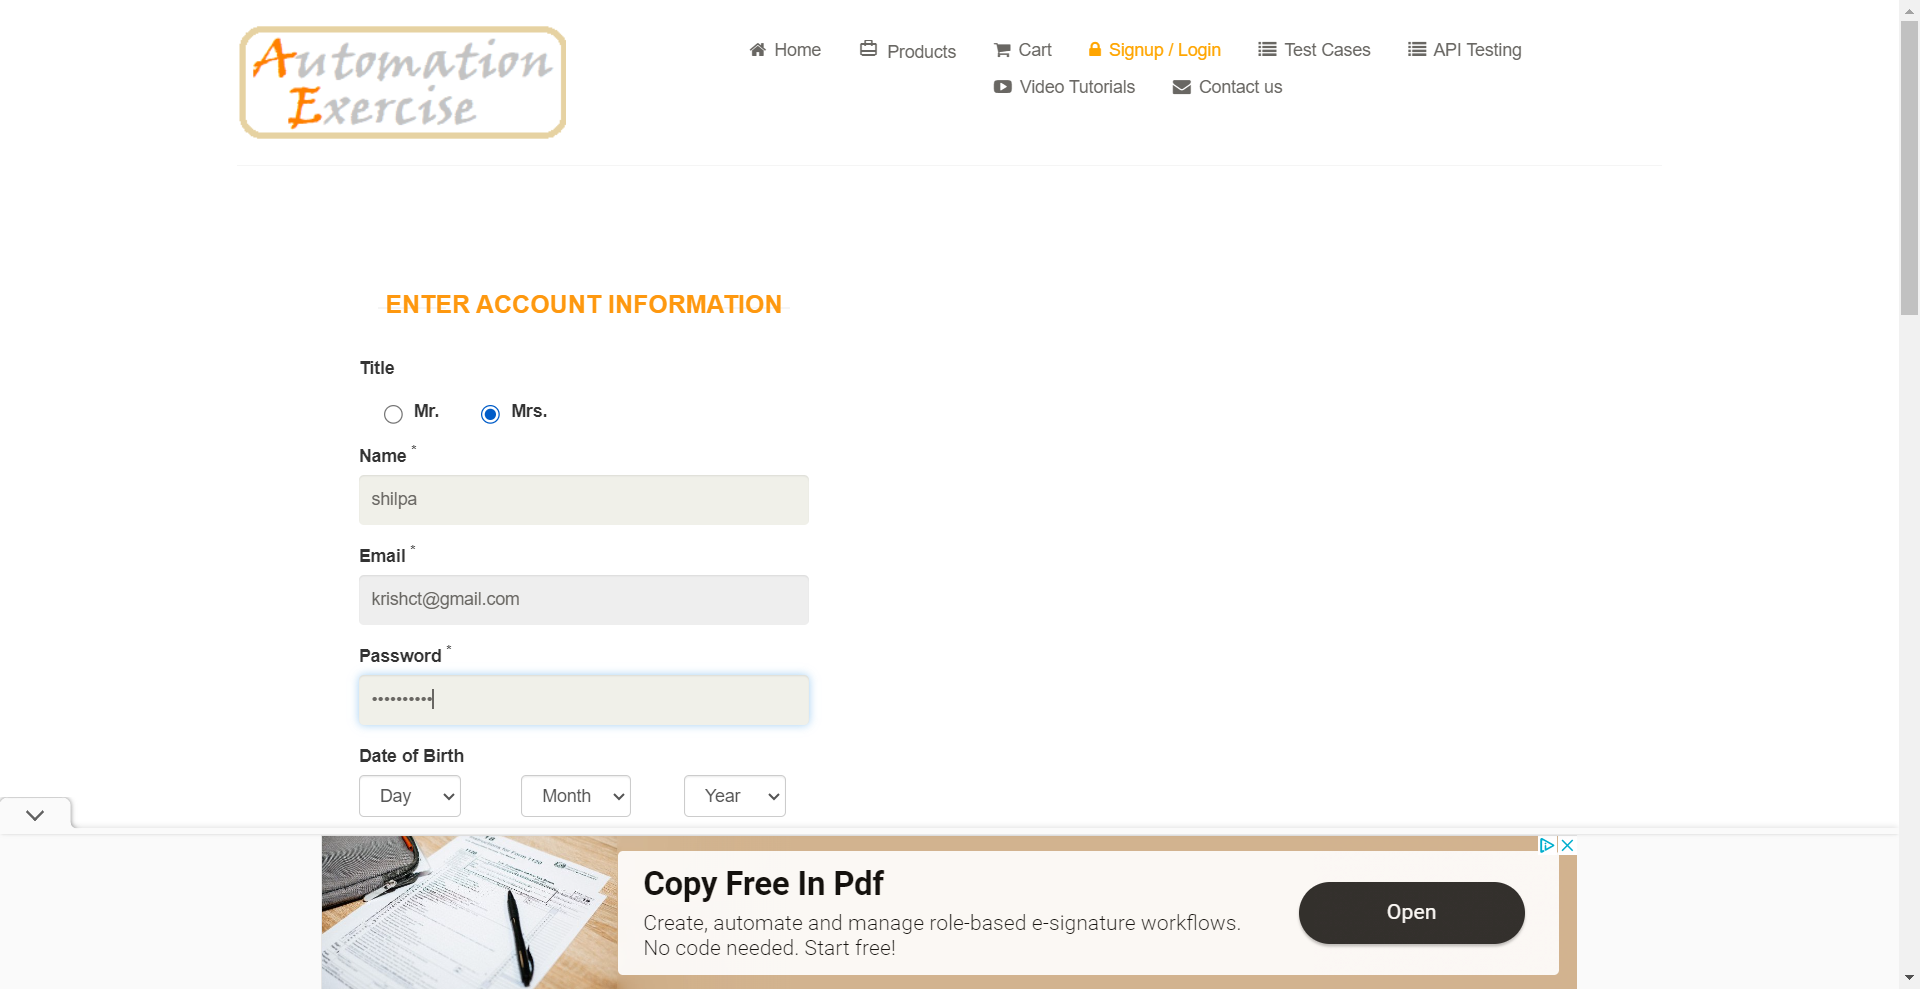 Automation
Exercise
Home
Products
Cart
Signup / Login
Test Cases
API Testing
Video Tutorials
Contact us
ENTER ACCOUNT INFORMATION
Title
Mr.
Mrs.
Name *
shilpa
Email *
krishct@gmail.com
Password *
••••••••••
Date of Birth
Day
Month
Year
Copy Free In Pdf
Create, automate and manage role-based e-signature workflows.
No code needed. Start free!
Open